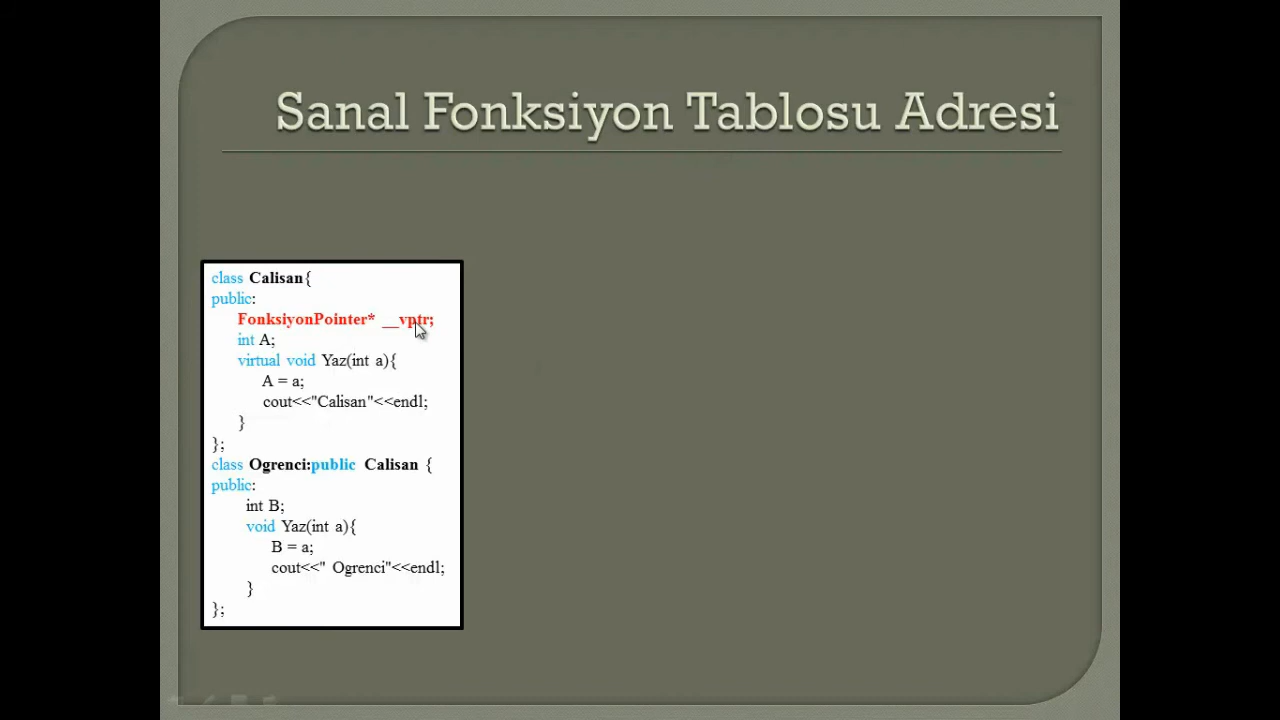 Sanal Fonksiyon Tablosu Adresi
class Calisan{
public:
FonksiyonPointer* __vptr;
int A;
virtual void Yaz(int a){
A = a;
cout<<"Calisan"<<endl;
}
};
class Ogrenci:public Calisan {
public:
int B;
void Yaz(int a){
B = a;
cout<<" Ogrenci"<<endl;
}
};